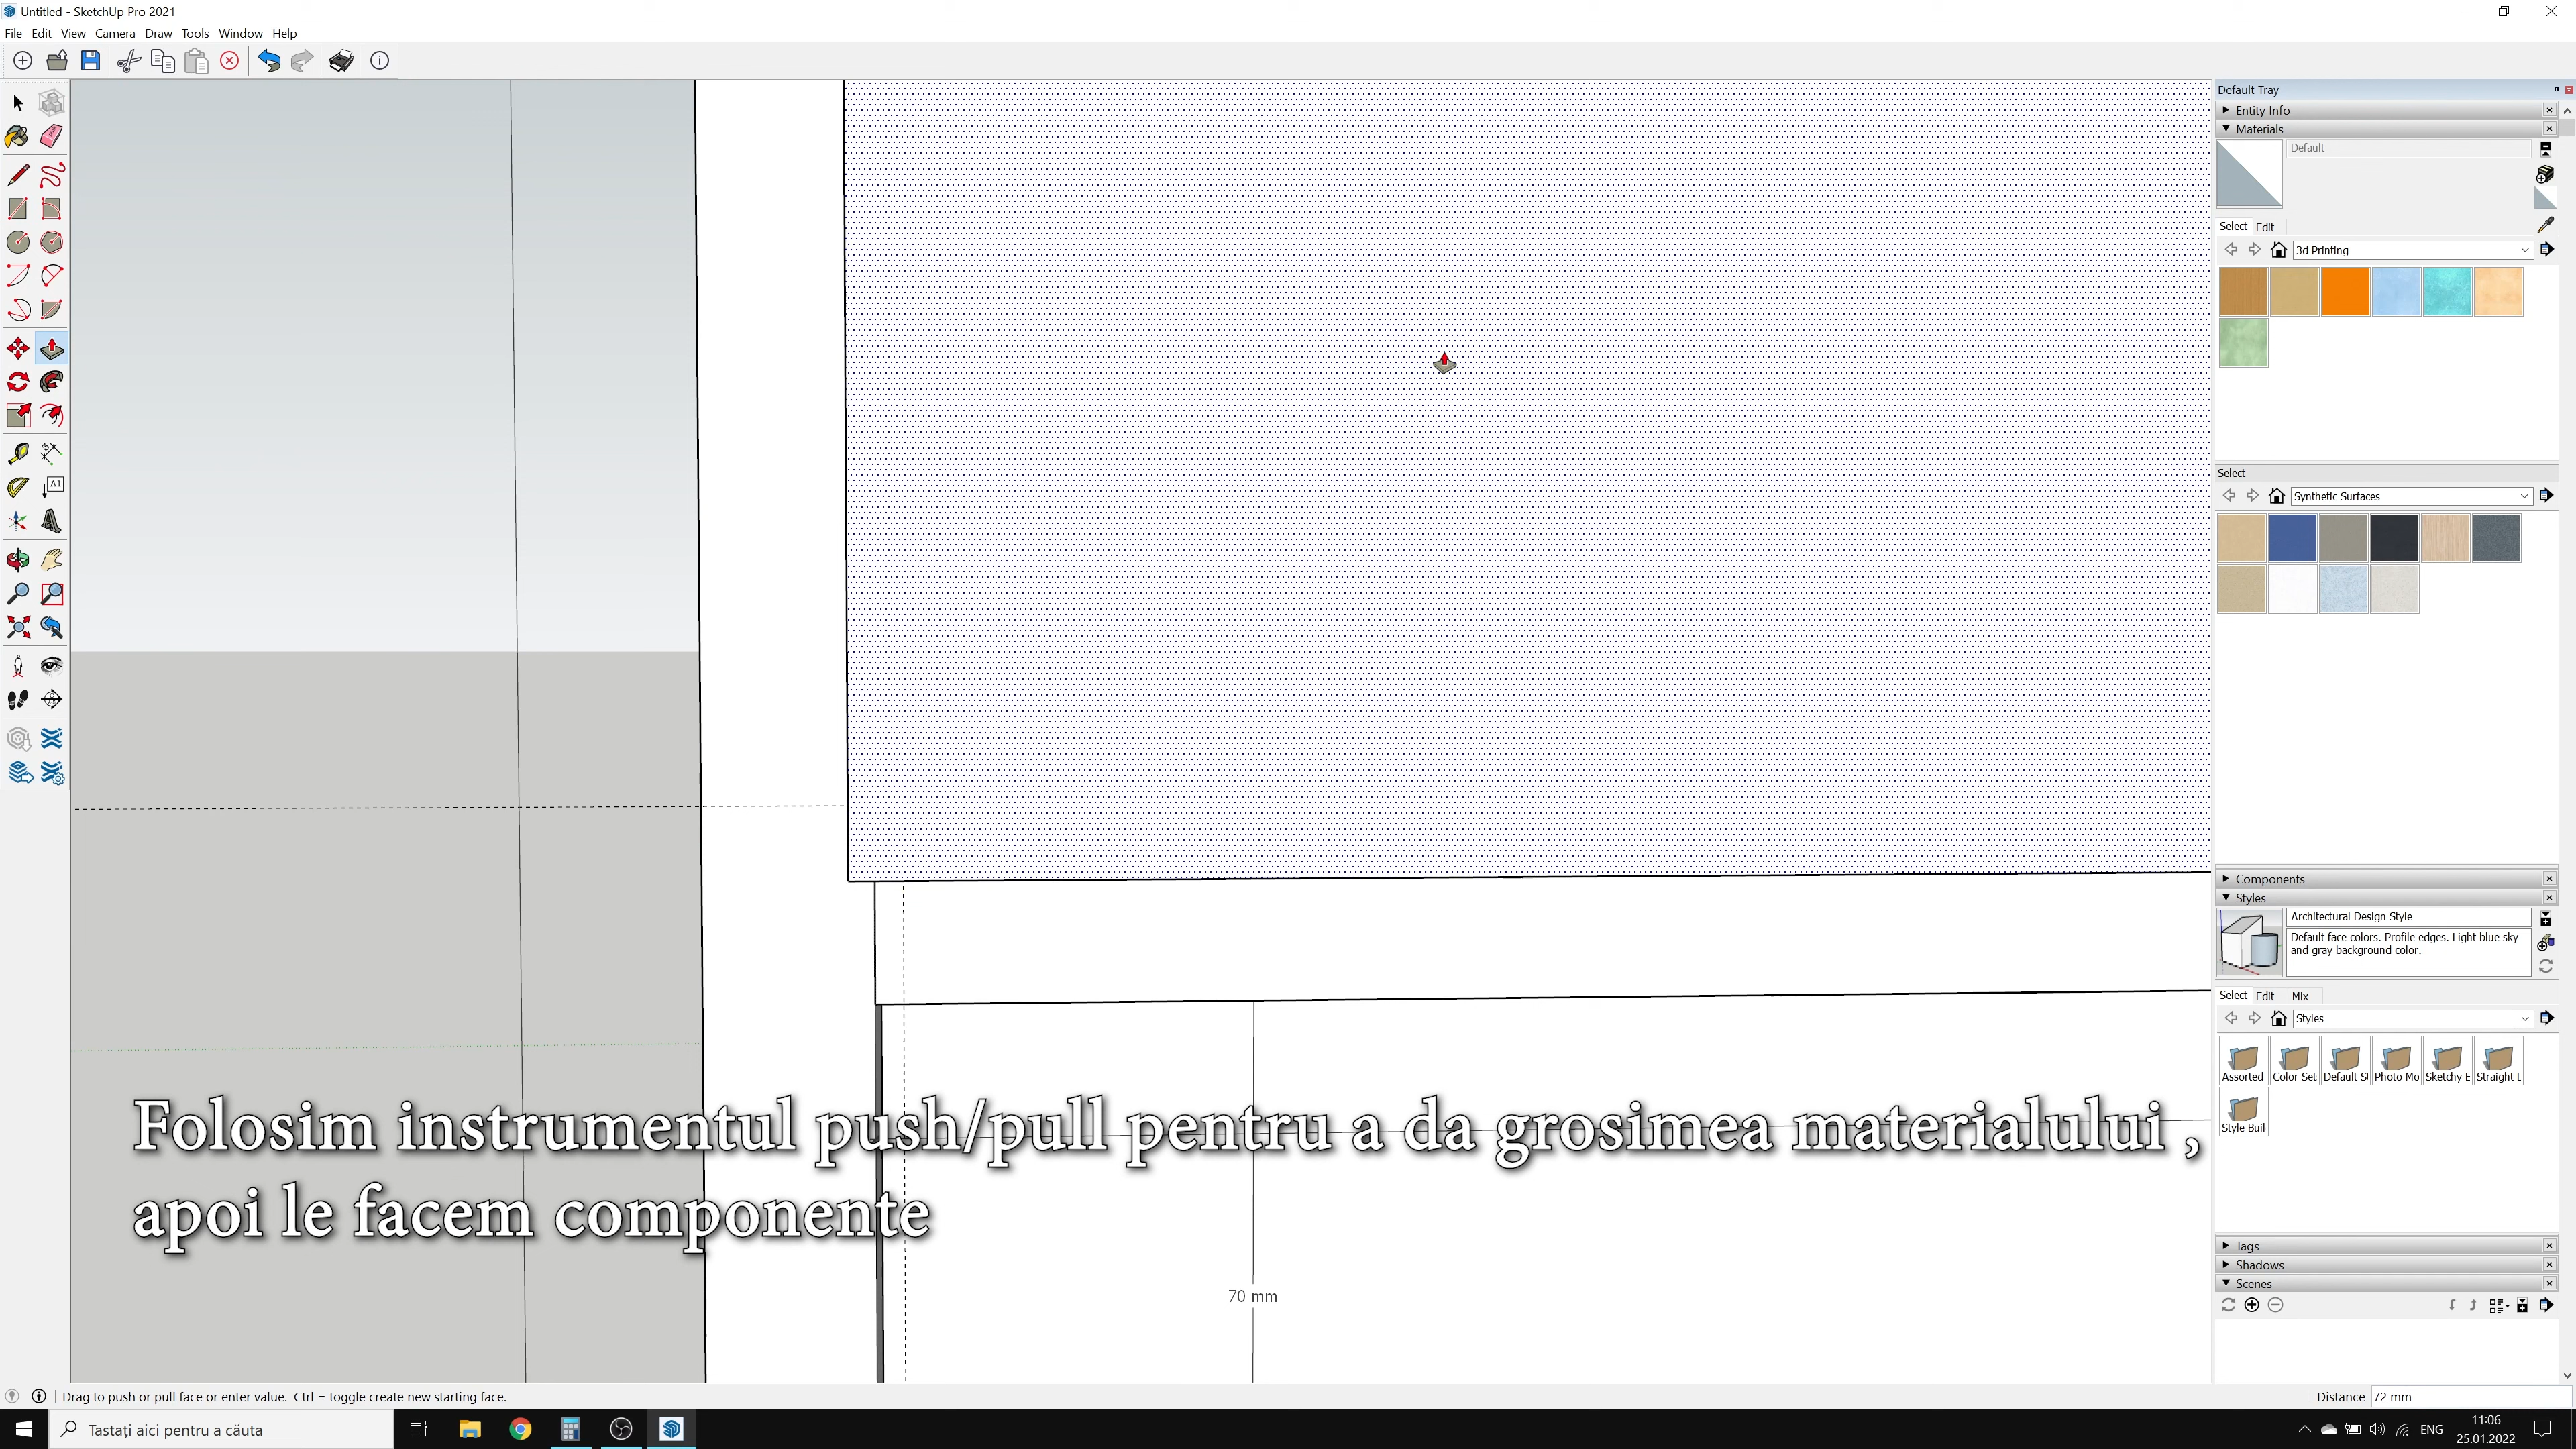 Untitled - SketchUp Pro 2021
File Edit View Camera Draw Tools Window Help
Default Tray
Entity Info
Materials
Default
Select Edit
3d Printing
Select
Synthetic Surfaces
Components
Styles
Architectural Design Style
Default face colors. Profile edges. Light blue sky
and gray background color.
Select Edit Mix
Styles
Assorted Color Set Default S Photo Mo Sketchy E Straight L
Style Buil
Tags
Shadows
Scenes
A1
Folosim instrumentul push/pull pentru a da grosimea materialului ,
apoi le facem componente
70 mm
Drag to push or pull face or enter value. Ctrl = toggle create new starting face.
Distance 72 mm
Tastați aici pentru a căuta
ENG
11:06
25.01.2022